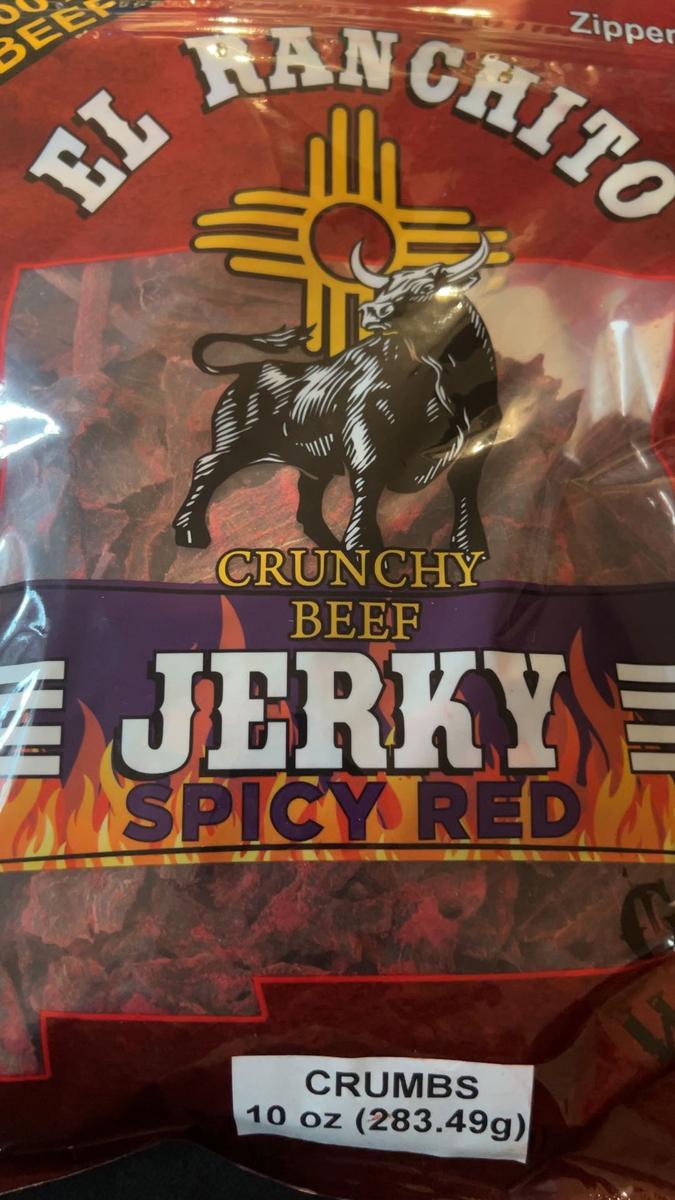 BEEF
Zipper
EL RANCHITO
CRUNCHY
BEEF
JERKY
SPICY RED
CRUMBS
10 oz (283.49g)